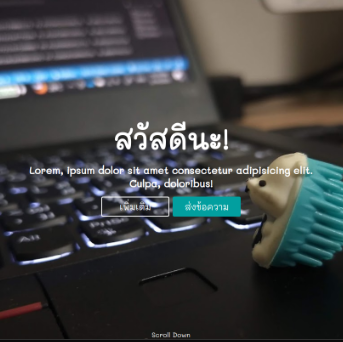 สวัสดีนะ!
Lorem, ipsum dolor sit amet consectetur adipisicing elit.
Culpa, doloribus!
เพิ่มเติม
ส่งข้อความ
Alt
Scroll Down